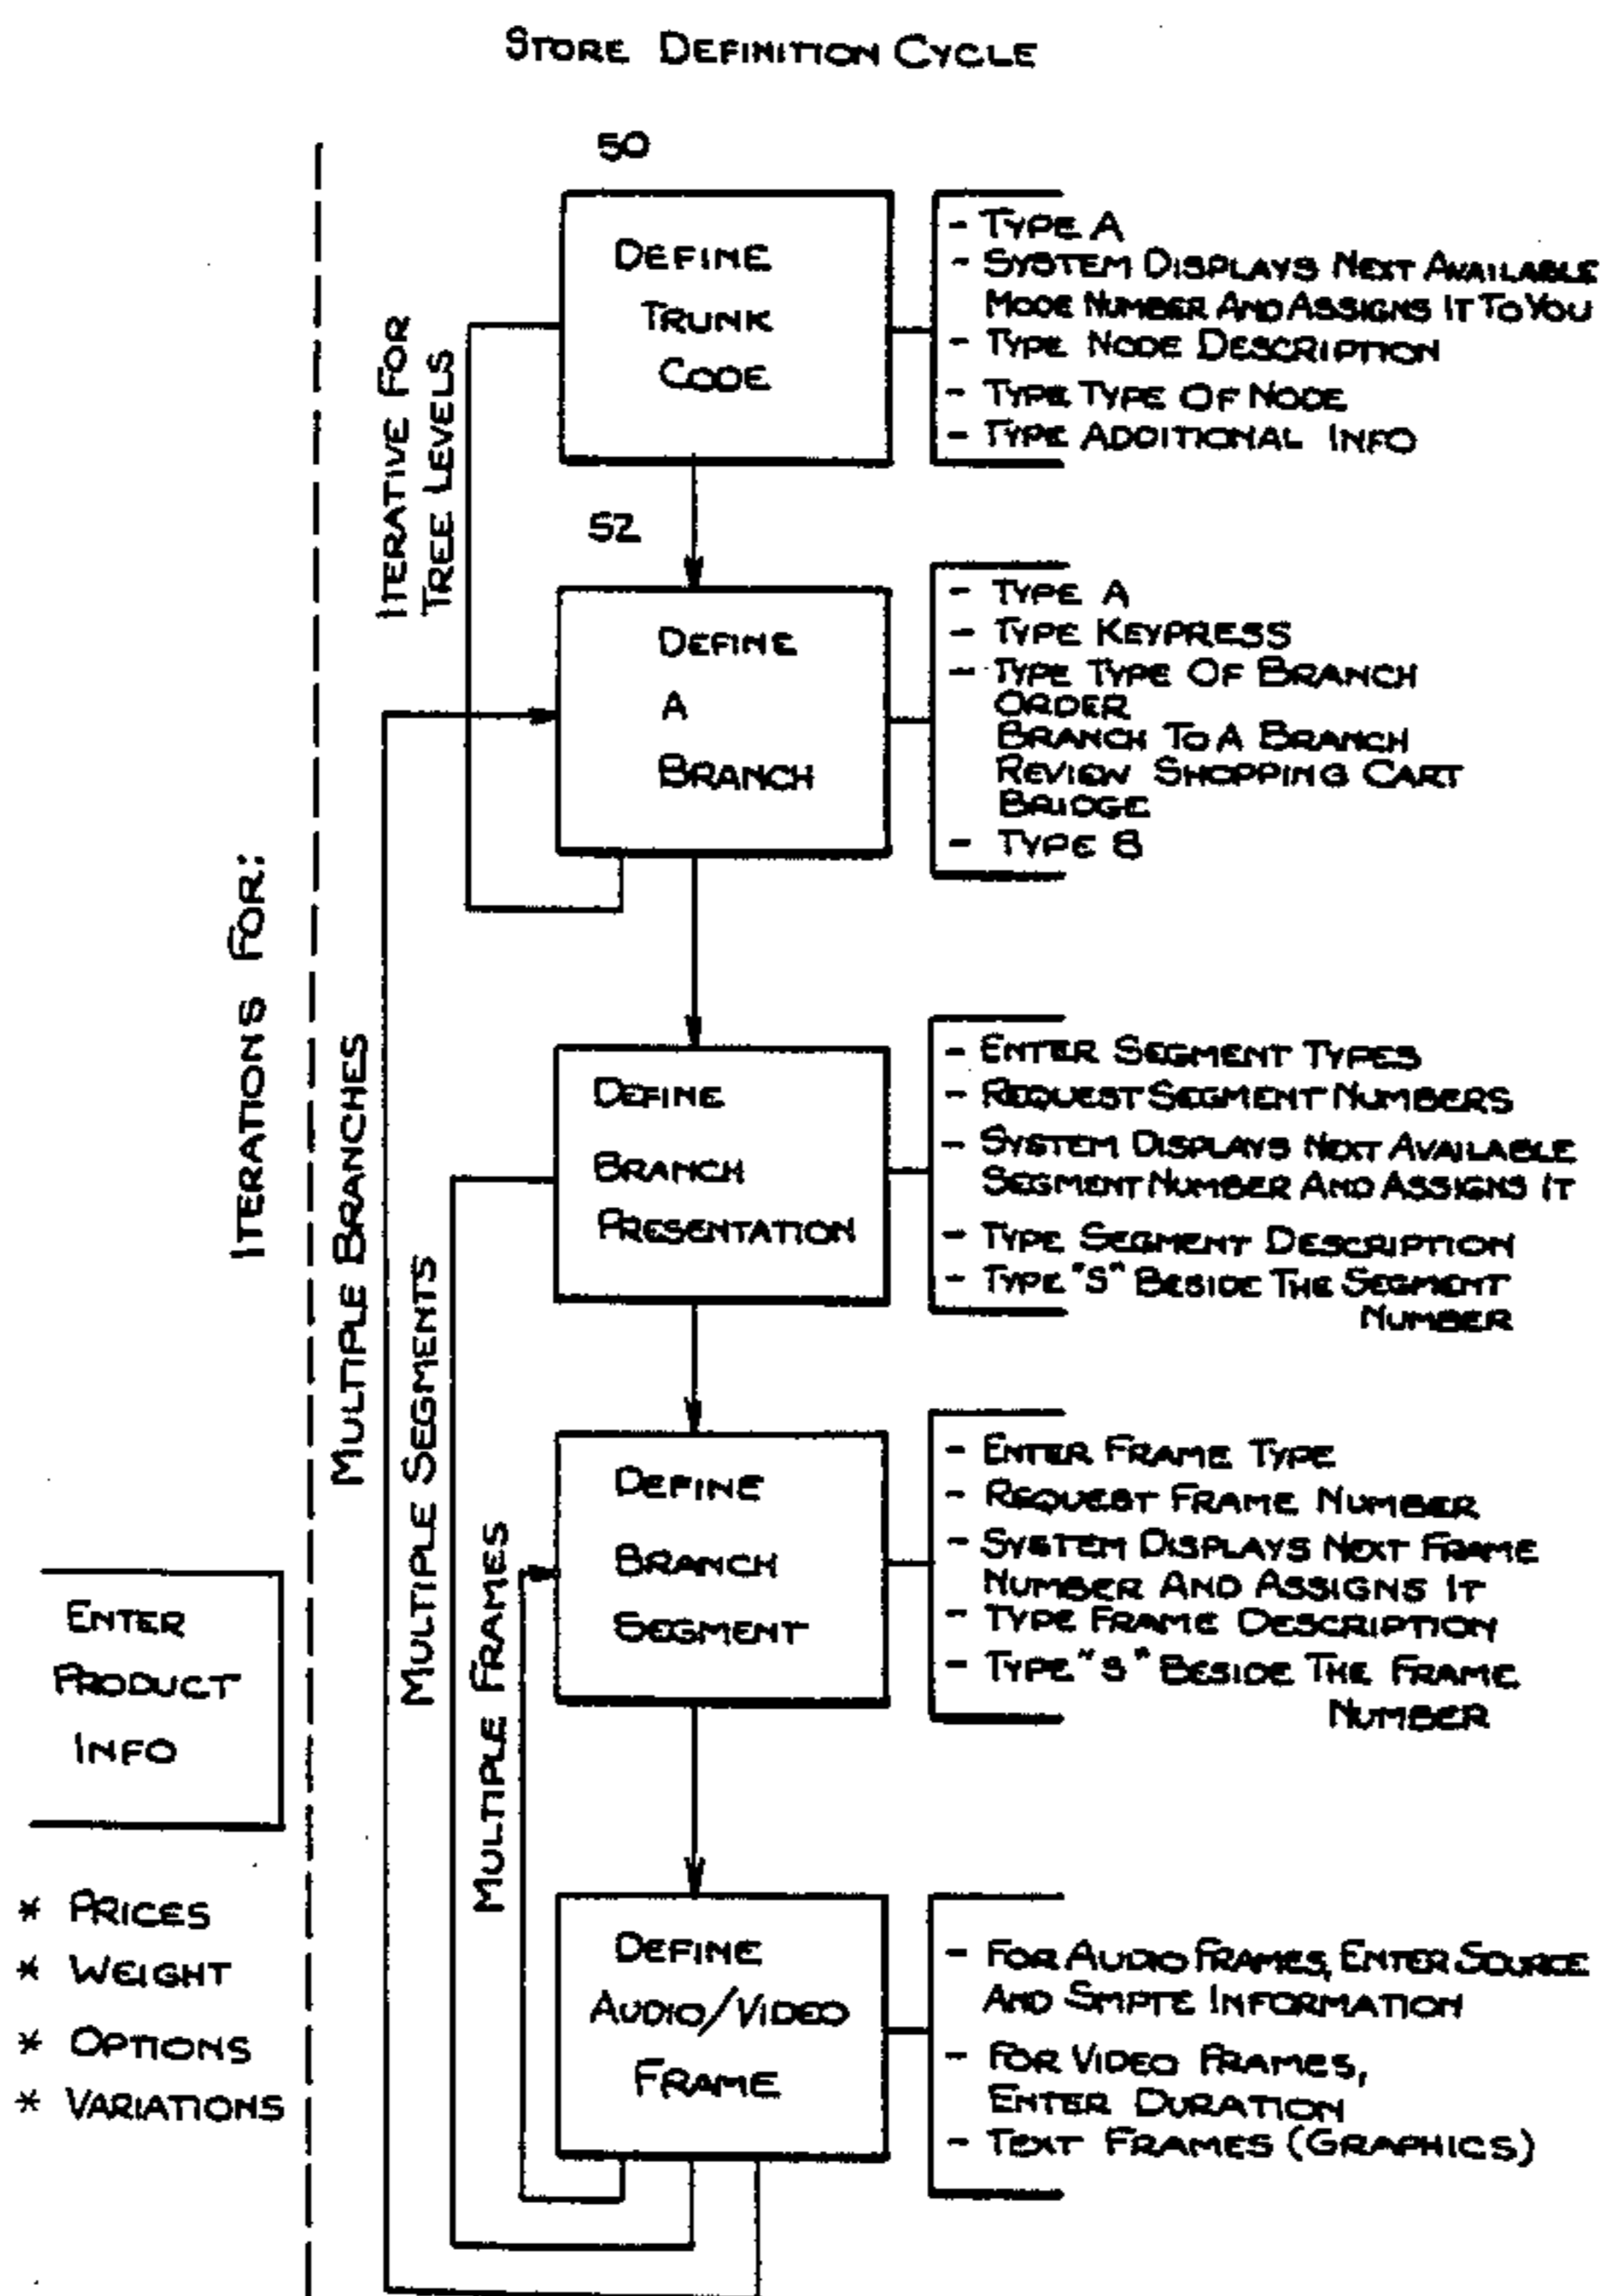 STORE DEFINITION CYCLE
50
DEFINE
TRUNK
CODE
- TYPE A
- SYSTEM DISPLAYS NEXT AVAILABLE
MODE NUMBER AND ASSIGNS IT TO YOU
- TYPE NODE DESCRIPTION
- TYPE TYPE OF NODE
- TYPE ADDITIONAL INFO
ITERATIVE FOR
TREE LEVELS
52
DEFINE
A
BRANCH
- TYPE A
- TYPE KEYPRESS
- TYPE TYPE OF BRANCH
ORDER
BRANCH TO A BRANCH
REVIEW SHOPPING CART
BRIDGE
- TYPE B
ITERATIONS FOR:
MULTIPLE BRANCHES
DEFINE
BRANCH
PRESENTATION
- ENTER SEGMENT TYPES
- REQUEST SEGMENT NUMBERS
- SYSTEM DISPLAYS NEXT AVAILABLE
SEGMENT NUMBER AND ASSIGNS IT
- TYPE SEGMENT DESCRIPTION
- TYPE "S" BESIDE THE SEGMENT
NUMBER
MULTIPLE SEGMENTS
DEFINE
BRANCH
SEGMENT
- ENTER FRAME TYPE
- REQUEST FRAME NUMBER
- SYSTEM DISPLAYS NEXT FRAME
NUMBER AND ASSIGNS IT
- TYPE FRAME DESCRIPTION
- TYPE "S" BESIDE THE FRAME
NUMBER
MULTIPLE FRAMES
ENTER
PRODUCT
INFO
* PRICES
* WEIGHT
* OPTIONS
* VARIATIONS
DEFINE
AUDIO/VIDEO
FRAME
- FOR AUDIO FRAMES, ENTER SOURCE
AND SMPTE INFORMATION
- FOR VIDEO FRAMES,
ENTER DURATION
- TEXT FRAMES (GRAPHICS)